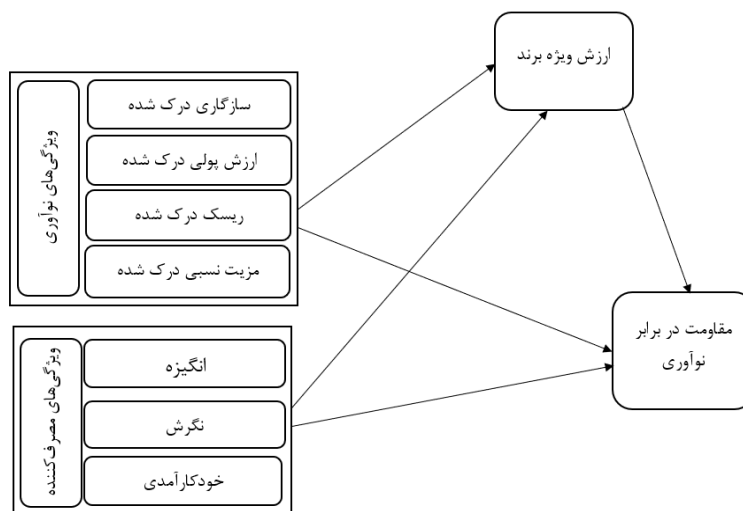 ارزش ویژه برند
ویژگی‌های نوآوری
سازگاری درک شده
ارزش پولی درک شده
ریسک درک شده
مزیت نسبی درک شده
مقاومت در برابر
نوآوری
ویژگی‌های مصرف‌کننده
انگیزه
نگرش
خودکارآمدی